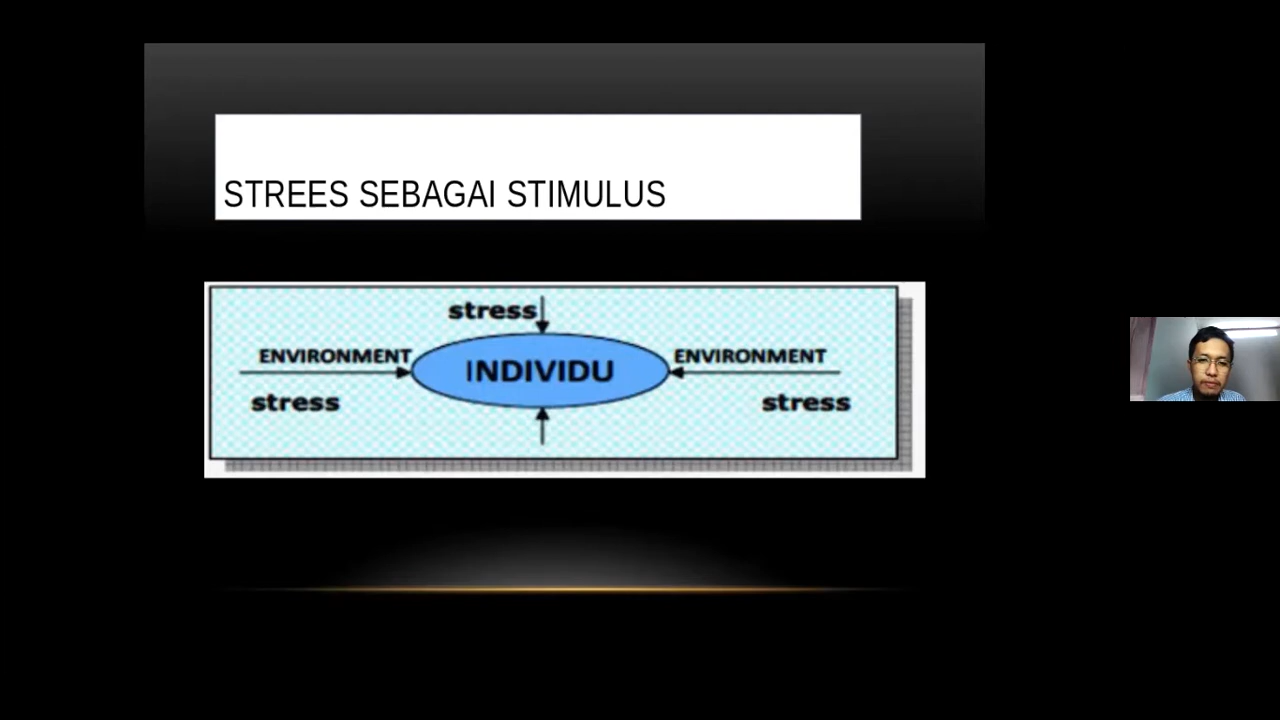 STREES SEBAGAI STIMULUS
stress
ENVIRONMENT
INDIVIDU
ENVIRONMENT
stress
stress